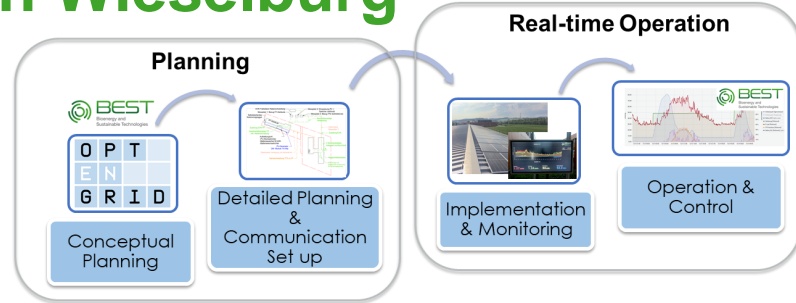 n Wieselburg
Real-time Operation
Planning
BEST
Bioenergy and
Sustainable Technologies
BEST
Bioenergy and
Sustainable Technologies
O P T
E N
G R I D
Detailed Planning
&
Communication
Set up
Conceptual
Planning
Implementation
& Monitoring
Operation &
Control